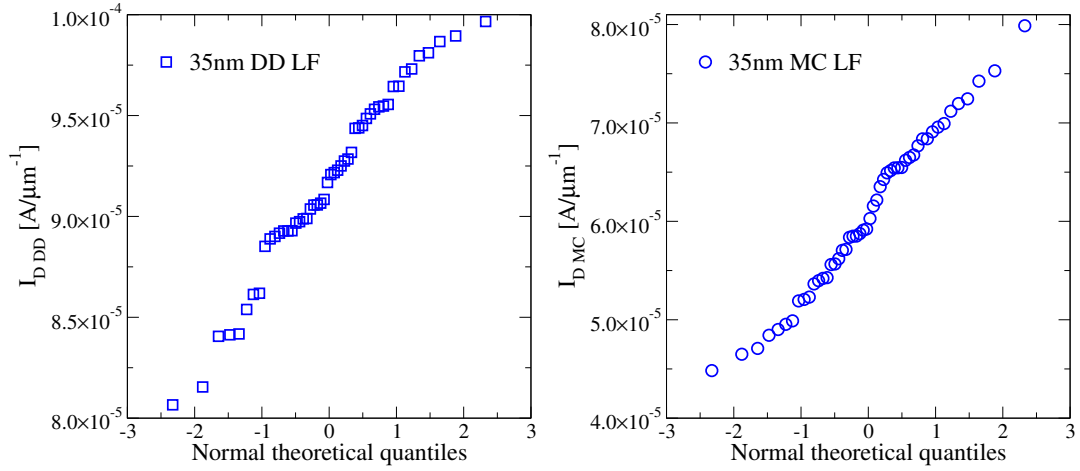 1.0×10-4
9.5×10-5
9.0×10-5
8.5×10-5
8.0×10-5
I D DD [A/μm-1]
35nm DD LF
-3 -2 -1 0 1 2 3
Normal theoretical quantiles
8.0×10-5
7.0×10-5
6.0×10-5
5.0×10-5
4.0×10-5
I D MC [A/μm-1]
35nm MC LF
-3 -2 -1 0 1 2 3
Normal theoretical quantiles